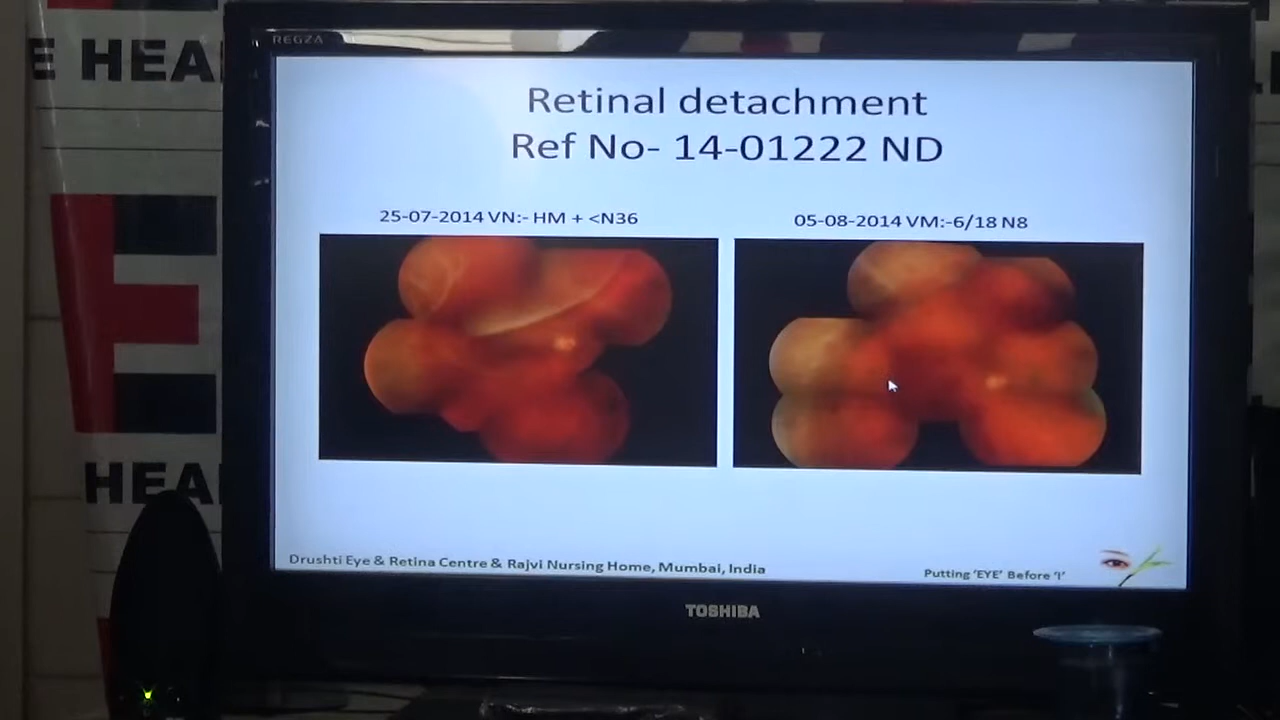 REGZA
E HEA
Retinal detachment
Ref No- 14-01222 ND
25-07-2014 VN:- HM + <N36
05-08-2014 VM:-6/18 N8
HEA
Drushti Eye & Retina Centre & Rajvi Nursing Home, Mumbai, India
Putting 'EYE' Before 'I'
TOSHIBA